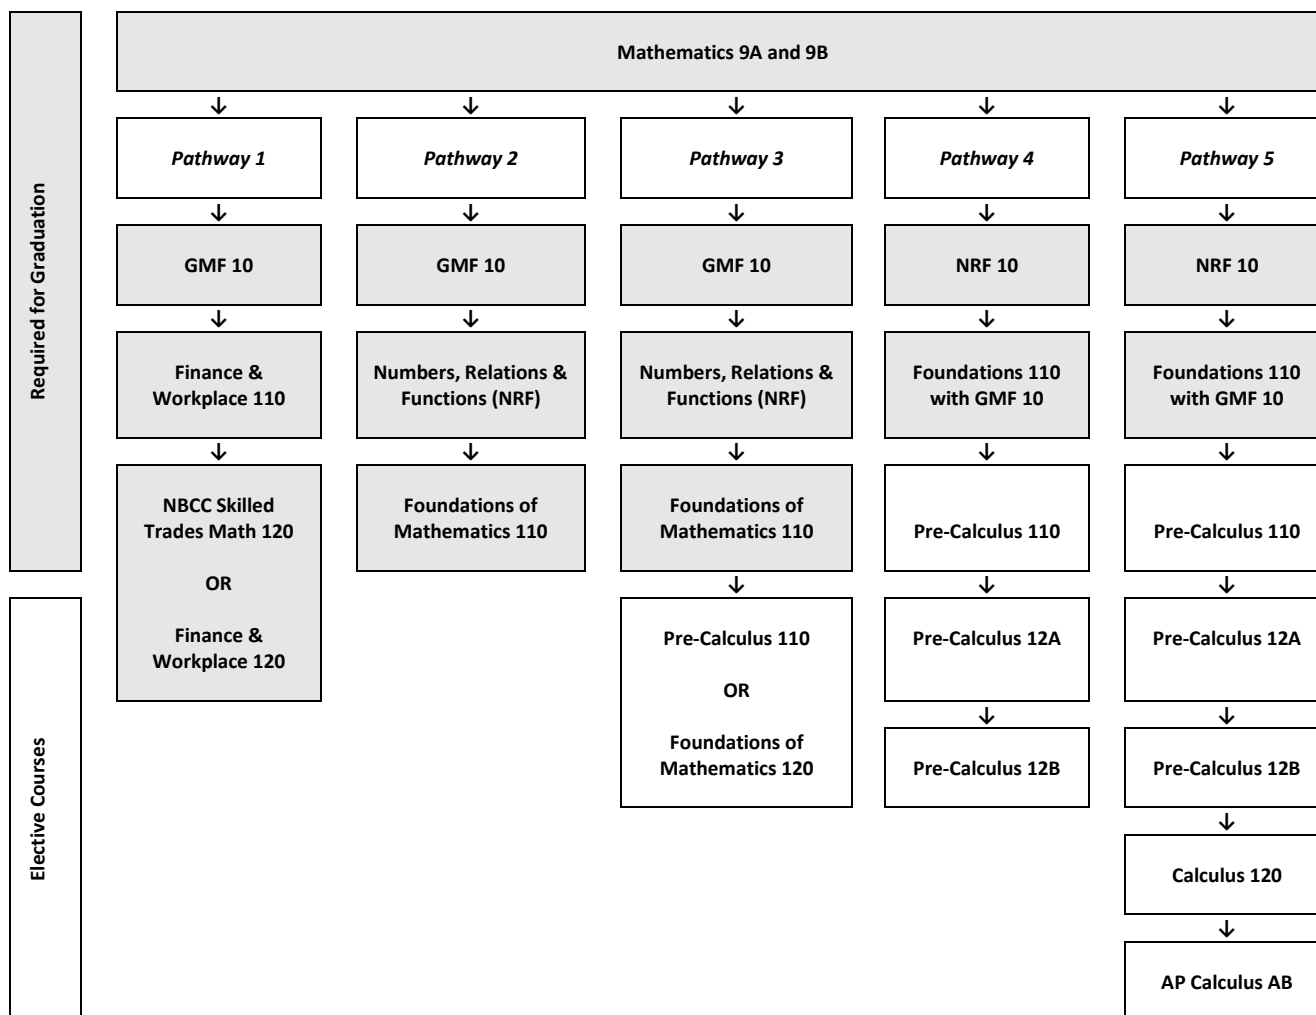 Required for Graduation
Mathematics 9A and 9B
↓ ↓ ↓ ↓ ↓
Pathway 1
Pathway 2
Pathway 3
Pathway 4
Pathway 5
↓ ↓ ↓ ↓ ↓
GMF 10
GMF 10
GMF 10
NRF 10
NRF 10
↓ ↓ ↓ ↓ ↓
Finance &
Workplace 110
Numbers, Relations &
Functions (NRF)
Numbers, Relations &
Functions (NRF)
Foundations 110
with GMF 10
Foundations 110
with GMF 10
↓ ↓ ↓ ↓ ↓
NBCC Skilled
Trades Math 120
OR
Finance &
Workplace 120
Foundations of
Mathematics 110
Foundations of
Mathematics 110
Pre-Calculus 110
Pre-Calculus 110
↓ ↓ ↓
Elective Courses
Pre-Calculus 110
OR
Foundations of
Mathematics 120
Pre-Calculus 12A
Pre-Calculus 12A
↓ ↓
Pre-Calculus 12B
Pre-Calculus 12B
↓
Calculus 120
↓
AP Calculus AB